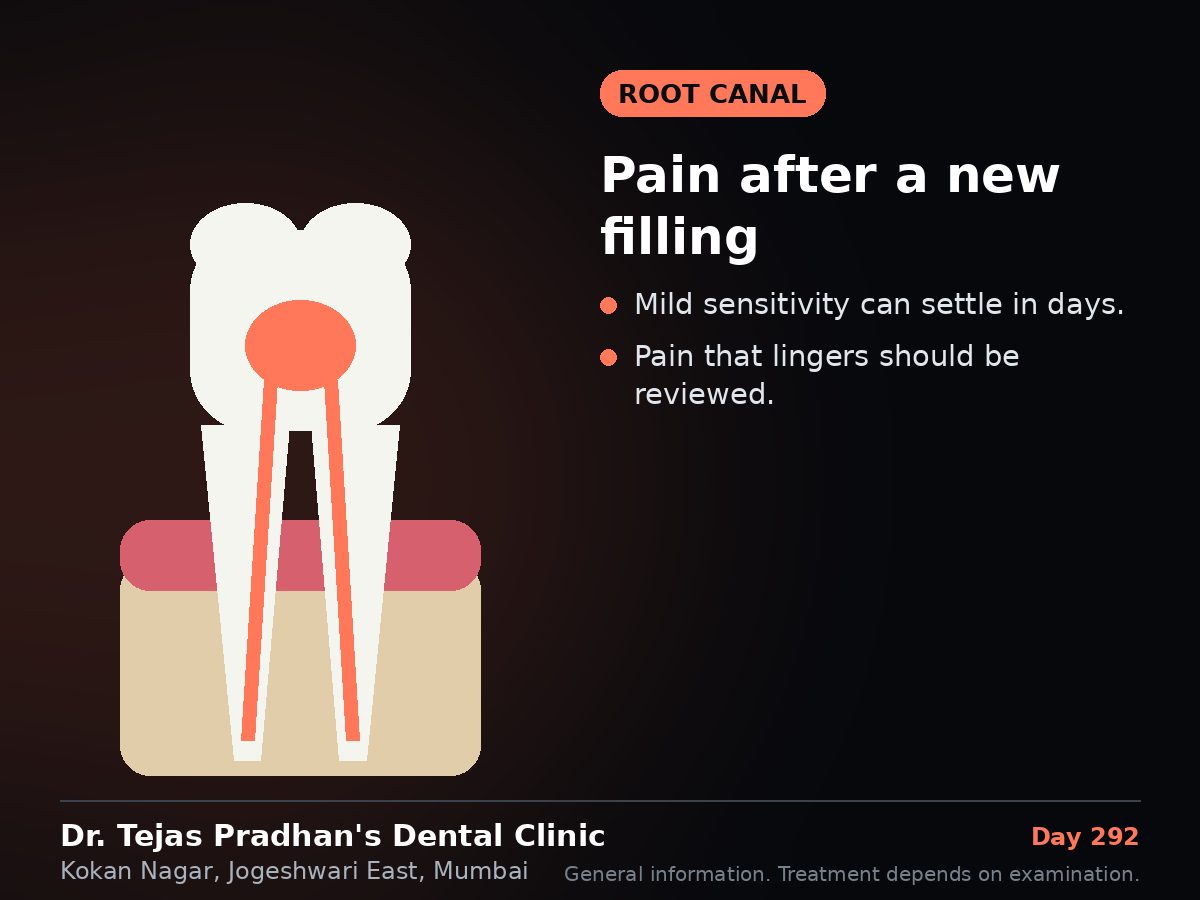 ROOT CANAL
Pain after a new
filling
Mild sensitivity can settle in days.
Pain that lingers should be
reviewed.
Dr. Tejas Pradhan's Dental Clinic
Day 292
Kokan Nagar, Jogeshwari East, Mumbai
General information. Treatment depends on examination.